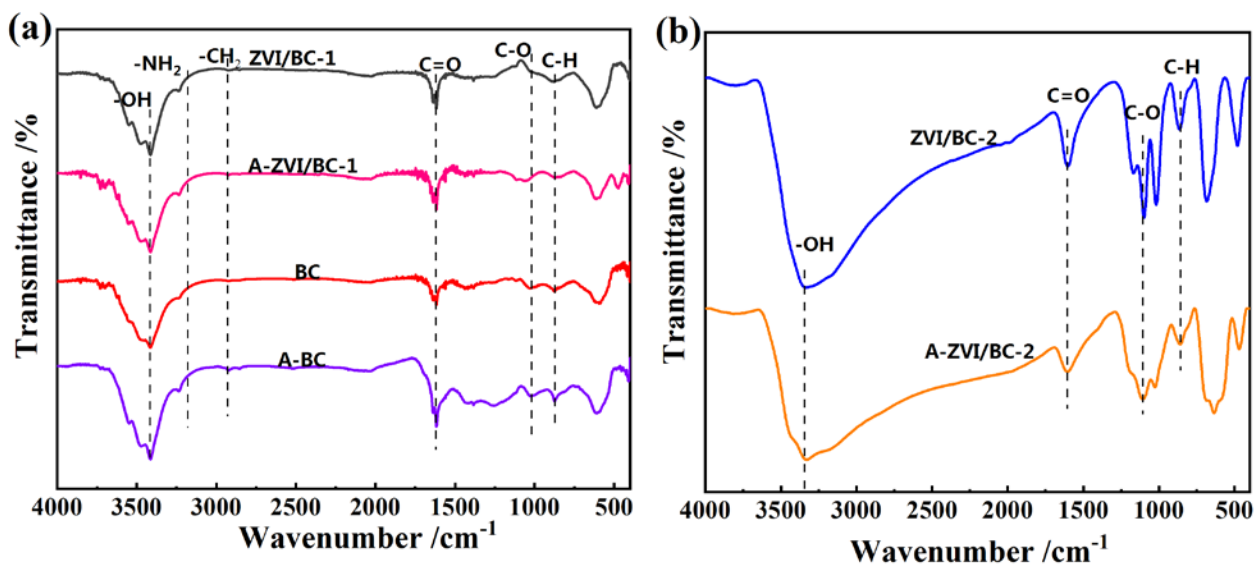 (a)
-NH₂
-CH₂
ZVI/BC-1
C=O
C-O
C-H
-OH
A-ZVI/BC-1
BC
A-BC
Transmittance /%
4000 3500 3000 2500 2000 1500 1000 500
Wavenumber /cm⁻¹
(b)
C-H
C=O
C-O
ZVI/BC-2
-OH
A-ZVI/BC-2
Transmittance /%
4000 3500 3000 2500 2000 1500 1000 500
Wavenumber /cm⁻¹